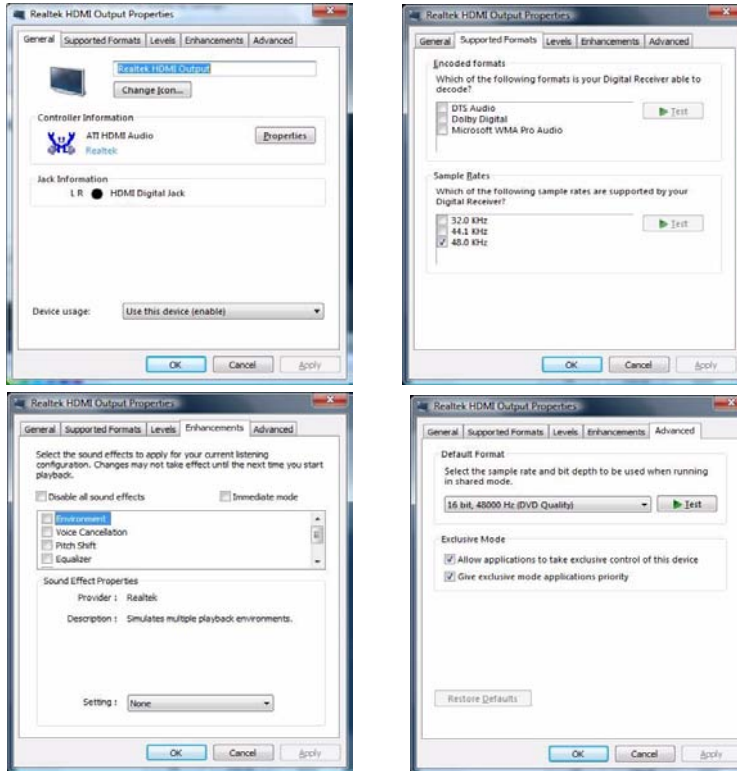 Realtek HDMI Output Properties
General Supported Formats Levels Enhancements Advanced
Realtek HDMI Output
Change Icon...
Controller Information
ATI HDMI Audio
Properties
Realtek
Jack Information
L R HDMI Digital Jack
Device usage: Use this device (enable)
OK Cancel Apply
Realtek HDMI Output Properties
General Supported Formats Levels Enhancements Advanced
Encoded formats
Which of the following formats is your Digital Receiver able to
decode?
DTS Audio
Test
Dolby Digital
Microsoft WMA Pro Audio
Sample Rates
Which of the following sample rates are supported by your
Digital Receiver?
32.0 KHz
Test
44.1 KHz
48.0 KHz
OK Cancel Apply
Realtek HDMI Output Properties
General Supported Formats Levels Enhancements Advanced
Select the sound effects to apply for your current listening
configuration. Changes may not take effect until the next time you start
playback.
Disable all sound effects Immediate mode
Environment
Voice Cancellation
Pitch Shift
Equalizer
Sound Effect Properties
Provider : Realtek
Description : Simulates multiple playback environments.
Setting : None
OK Cancel Apply
Realtek HDMI Output Properties
General Supported Formats Levels Enhancements Advanced
Default Format
Select the sample rate and bit depth to be used when running
in shared mode.
16 bit, 48000 Hz (DVD Quality) Test
Exclusive Mode
Allow applications to take exclusive control of this device
Give exclusive mode applications priority
Restore Defaults
OK Cancel Apply